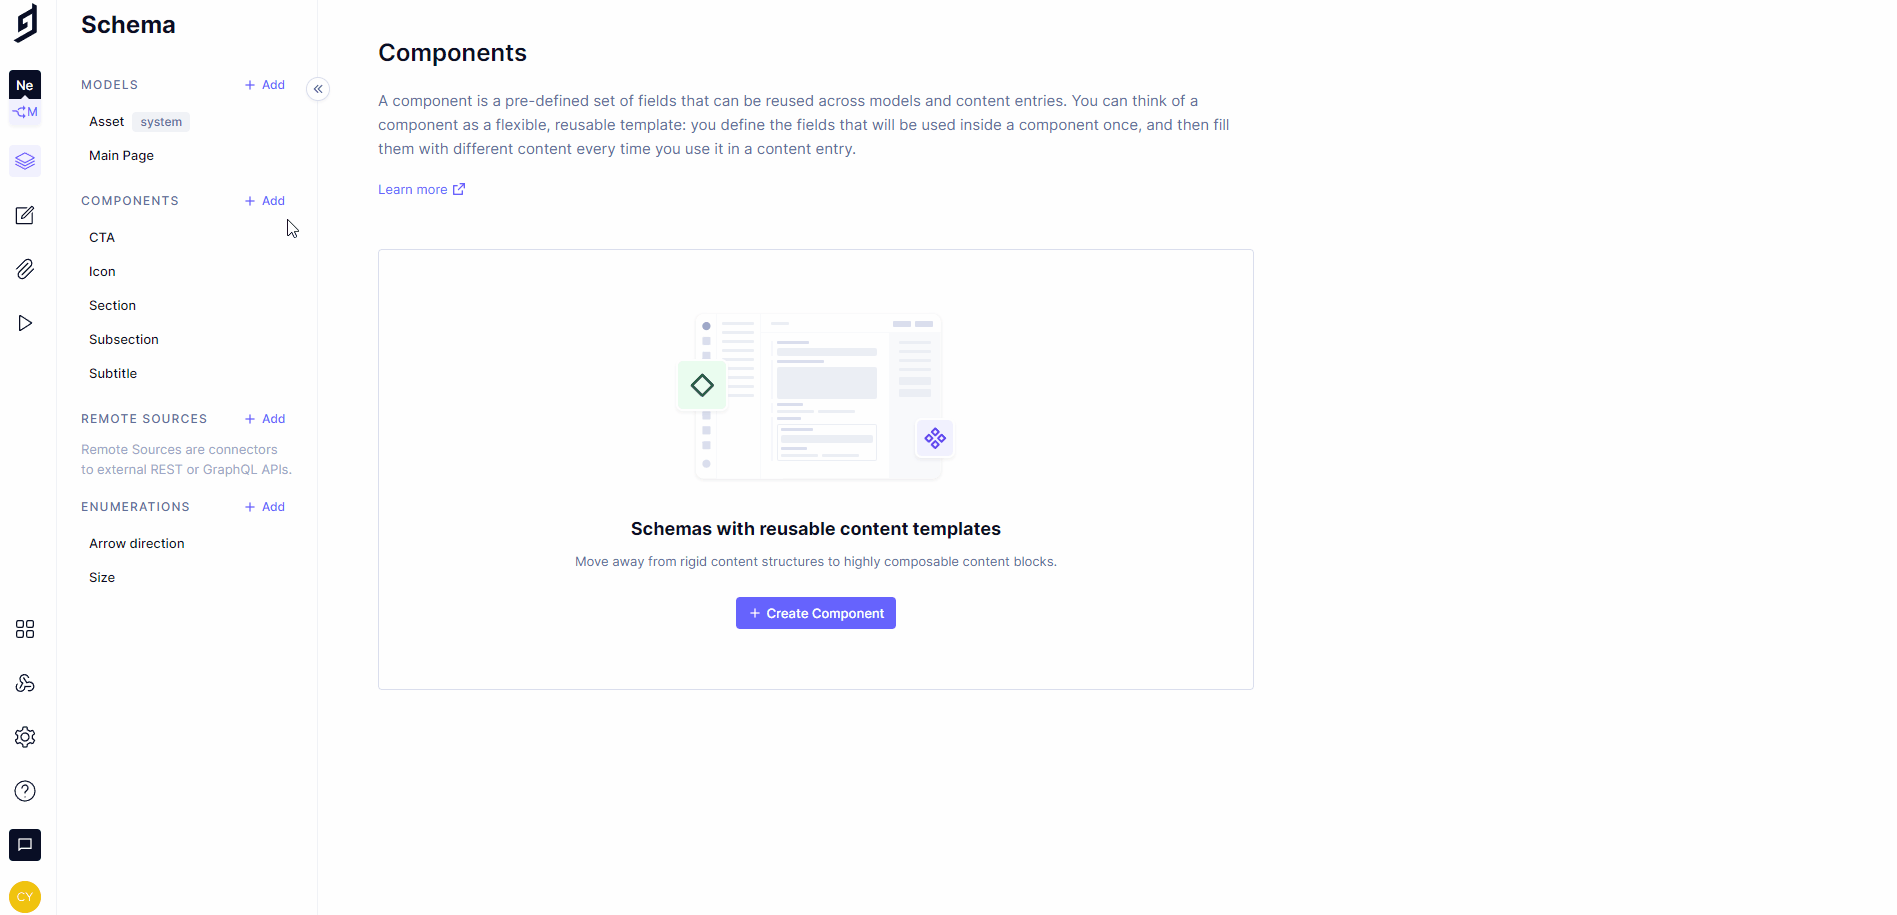 Schema
Ne
M
MODELS
+ Add
Asset system
Main Page
COMPONENTS
+ Add
CTA
Icon
Section
Subsection
Subtitle
REMOTE SOURCES
+ Add
Remote Sources are connectors
to external REST or GraphQL APIs.
ENUMERATIONS
+ Add
Arrow direction
Size
CY
Components
A component is a pre-defined set of fields that can be reused across models and content entries. You can think of a
component as a flexible, reusable template: you define the fields that will be used inside a component once, and then fill
them with different content every time you use it in a content entry.
Learn more
Schemas with reusable content templates
Move away from rigid content structures to highly composable content blocks.
+ Create Component